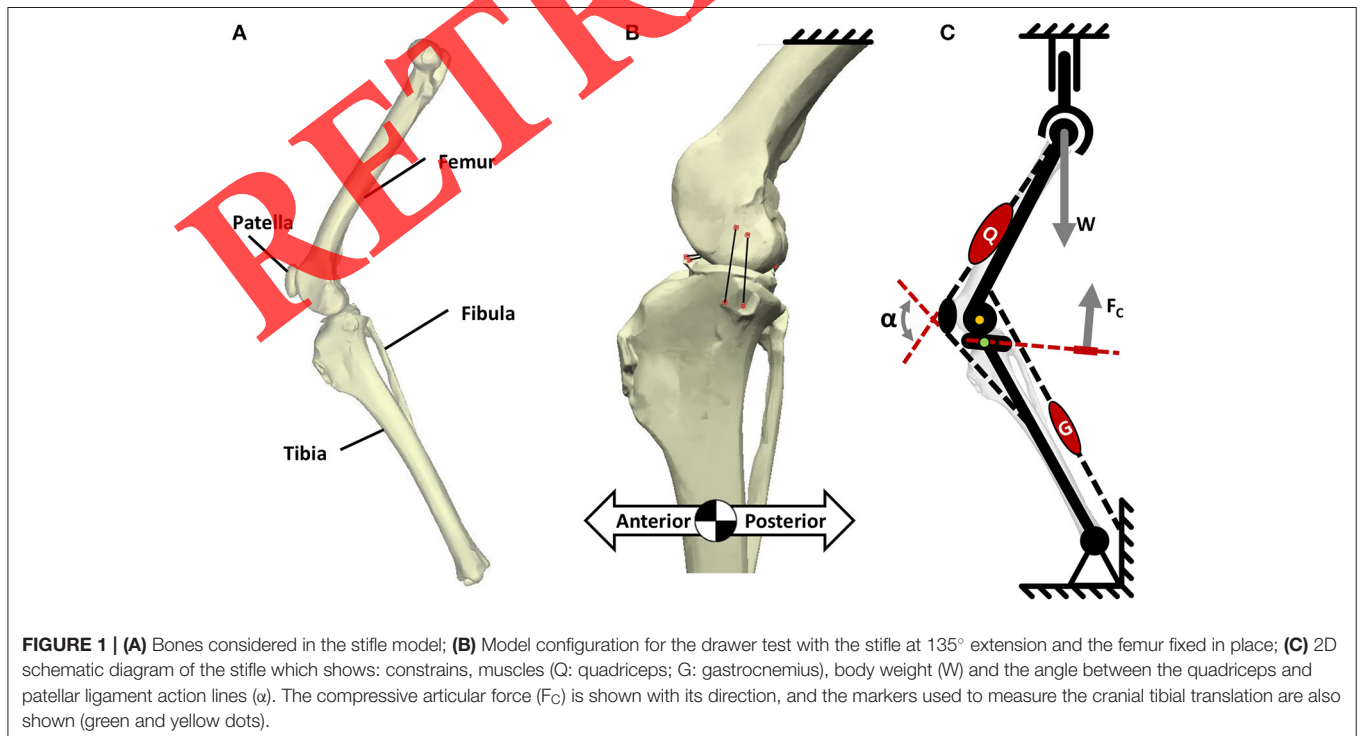 A
B
C
RETRA
Femur
Patella
W
Q
Fibula
α
F_C
G
Tibia
Anterior
Posterior
FIGURE 1 | (A) Bones considered in the stifle model; (B) Model configuration for the drawer test with the stifle at 135° extension and the femur fixed in place; (C) 2D
schematic diagram of the stifle which shows: constrains, muscles (Q: quadriceps; G: gastrocnemius), body weight (W) and the angle between the quadriceps and
patellar ligament action lines (α). The compressive articular force (F_C) is shown with its direction, and the markers used to measure the cranial tibial translation are also
shown (green and yellow dots).